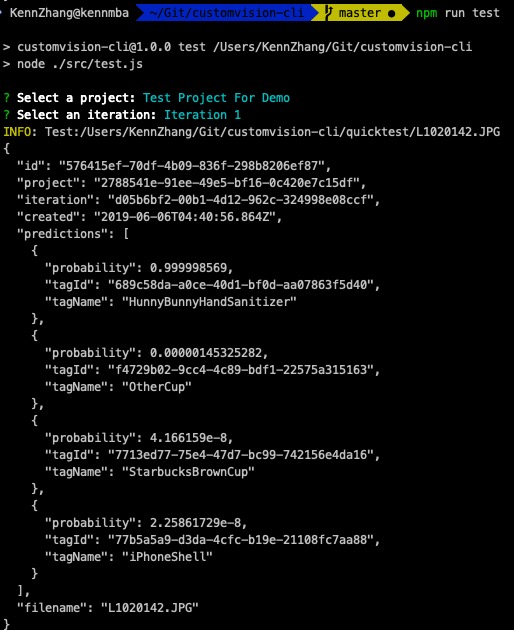 KennZhang@kennmba ~/Git/customvision-cli master ● npm run test
> customvision-cli@1.0.0 test /Users/KennZhang/Git/customvision-cli
> node ./src/test.js
? Select a project: Test Project For Demo
? Select an iteration: Iteration 1
INFO: Test:/Users/KennZhang/Git/customvision-cli/quicktest/L1020142.JPG
{
  "id": "576415ef-70df-4b09-836f-298b8206ef87",
  "project": "2788541e-91ee-49e5-bf16-0c420e7c15df",
  "iteration": "d05b6bf2-00b1-4d12-962c-324998e08ccf",
  "created": "2019-06-06T04:40:56.864Z",
  "predictions": [
    {
      "probability": 0.999998569,
      "tagId": "689c58da-a0ce-40d1-bf0d-aa07863f5d40",
      "tagName": "HunnyBunnyHandSanitizer"
    },
    {
      "probability": 0.00000145325282,
      "tagId": "f4729b02-9cc4-4c89-bdf1-22575a315163",
      "tagName": "OtherCup"
    },
    {
      "probability": 4.166159e-8,
      "tagId": "7713ed77-75e4-47d7-bc99-742156e4da16",
      "tagName": "StarbucksBrownCup"
    },
    {
      "probability": 2.25861729e-8,
      "tagId": "77b5a5a9-d3da-4cfc-b19e-21108fc7aa88",
      "tagName": "iPhoneShell"
    }
  ],
  "filename": "L1020142.JPG"
}